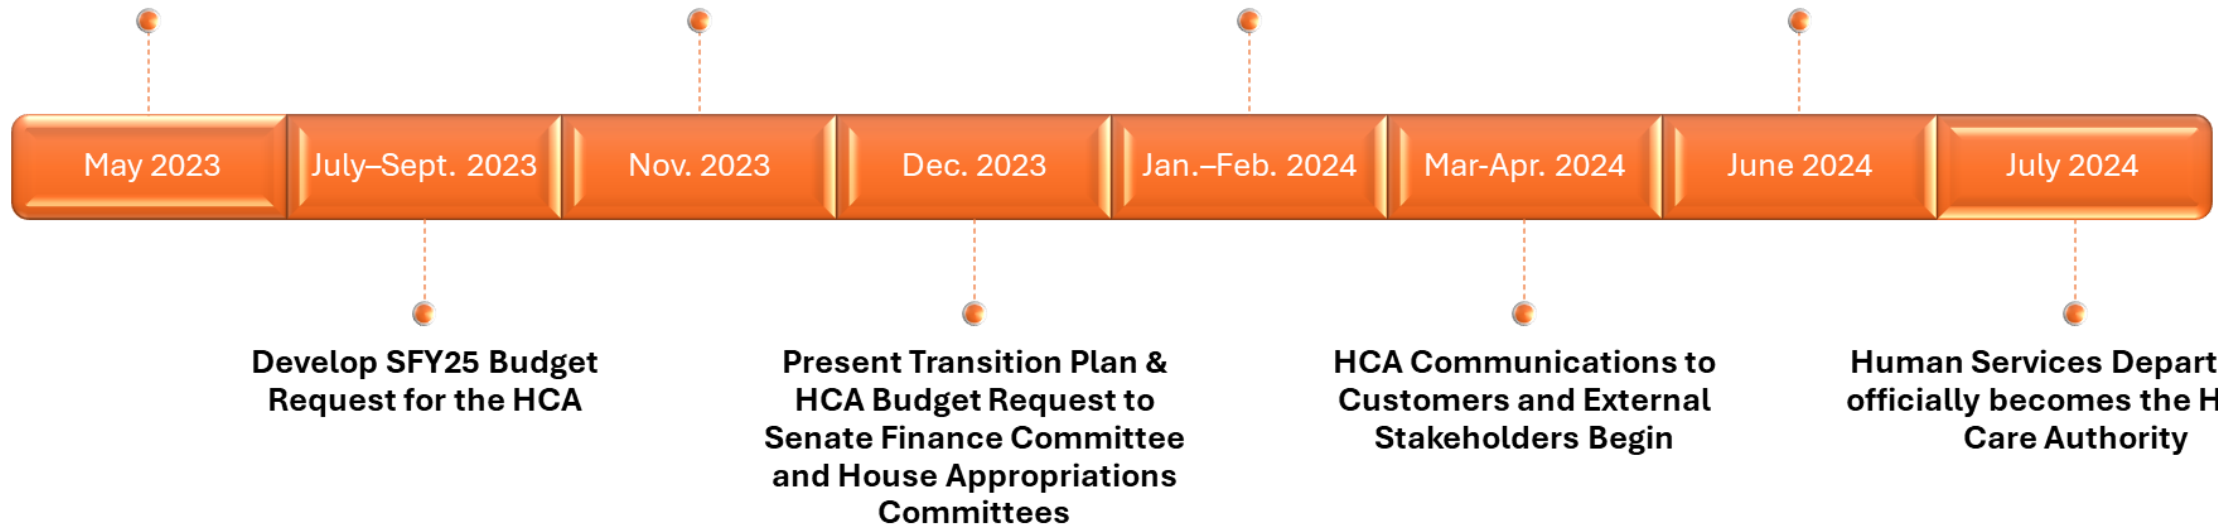 May 2023
July–Sept. 2023
Nov. 2023
Dec. 2023
Jan.–Feb. 2024
Mar-Apr. 2024
June 2024
July 2024
Develop SFY25 Budget
Request for the HCA
Present Transition Plan &
HCA Budget Request to
Senate Finance Committee
and House Appropriations
Committees
HCA Communications to
Customers and External
Stakeholders Begin
Human Services Depart
officially becomes the H
Care Authority